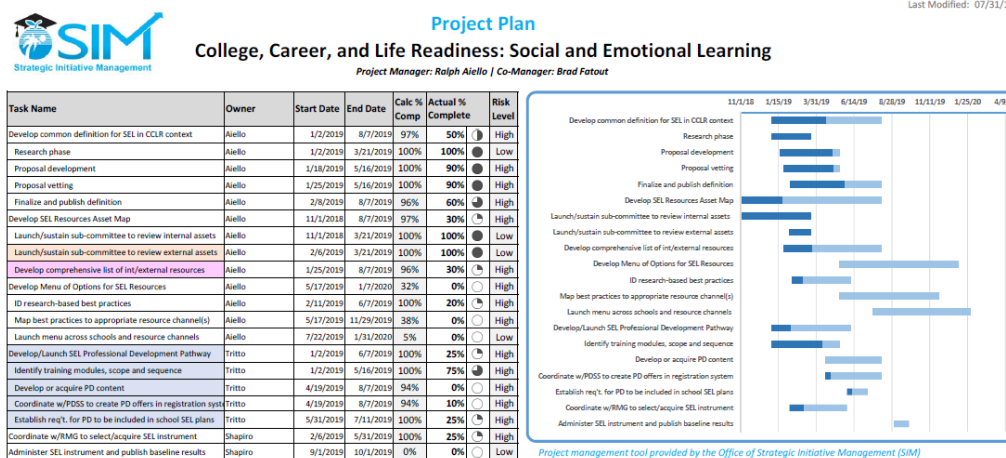 Last Modified: 07/31/
SIM
Strategic Initiative Management
Project Plan
College, Career, and Life Readiness: Social and Emotional Learning
Project Manager: Ralph Aiello | Co-Manager: Brad Fatout
Task Name Owner Start Date End Date Calc % Comp Actual % Complete Risk Level
Develop common definition for SEL in CCLR context Aiello 1/2/2019 8/7/2019 97% 50% High
Research phase Aiello 1/2/2019 3/21/2019 100% 100% Low
Proposal development Aiello 1/18/2019 5/16/2019 100% 90% High
Proposal vetting Aiello 1/25/2019 5/16/2019 100% 90% High
Finalize and publish definition Aiello 2/8/2019 8/7/2019 96% 60% High
Develop SEL Resources Asset Map Aiello 11/1/2018 8/7/2019 97% 30% High
Launch/sustain sub-committee to review internal assets Aiello 11/1/2018 3/21/2019 100% 100% Low
Launch/sustain sub-committee to review external assets Aiello 2/6/2019 3/21/2019 100% 100% Low
Develop comprehensive list of int/external resources Aiello 1/25/2019 8/7/2019 96% 30% High
Develop Menu of Options for SEL Resources Aiello 5/17/2019 1/7/2020 32% 0% High
ID research-based best practices Aiello 2/11/2019 6/7/2019 100% 20% High
Map best practices to appropriate resource channel(s) Aiello 5/17/2019 11/29/2019 38% 0% High
Launch menu across schools and resource channels Aiello 7/22/2019 1/31/2020 5% 0% Low
Develop/Launch SEL Professional Development Pathway Tritto 1/2/2019 6/7/2019 100% 25% High
Identify training modules, scope and sequence Tritto 1/2/2019 5/16/2019 100% 75% High
Develop or acquire PD content Tritto 4/19/2019 8/7/2019 94% 0% High
Coordinate w/PDSS to create PD offers in registration syst Tritto 4/19/2019 8/7/2019 94% 10% High
Establish req't. for PD to be included in school SEL plans Tritto 5/31/2019 7/11/2019 100% 25% High
Coordinate w/RMG to select/acquire SEL instrument Shapiro 2/6/2019 5/31/2019 100% 25% High
Administer SEL instrument and publish baseline results Shapiro 9/1/2019 10/1/2019 0% 0% Low
11/1/18 1/15/19 3/31/19 6/14/19 8/28/19 11/11/19 1/25/20 4/9/
Develop common definition for SEL in CCLR context
Research phase
Proposal development
Proposal vetting
Finalize and publish definition
Develop SEL Resources Asset Map
Launch/sustain sub-committee to review internal assets
Launch/sustain sub-committee to review external assets
Develop comprehensive list of int/external resources
Develop Menu of Options for SEL Resources
ID research-based best practices
Map best practices to appropriate resource channel(s)
Launch menu across schools and resource channels
Develop/Launch SEL Professional Development Pathway
Identify training modules, scope and sequence
Develop or acquire PD content
Coordinate w/PDSS to create PD offers in registration system
Establish req't. for PD to be included in school SEL plans
Coordinate w/RMG to select/acquire SEL instrument
Administer SEL instrument and publish baseline results
Project management tool provided by the Office of Strategic Initiative Management (SIM)